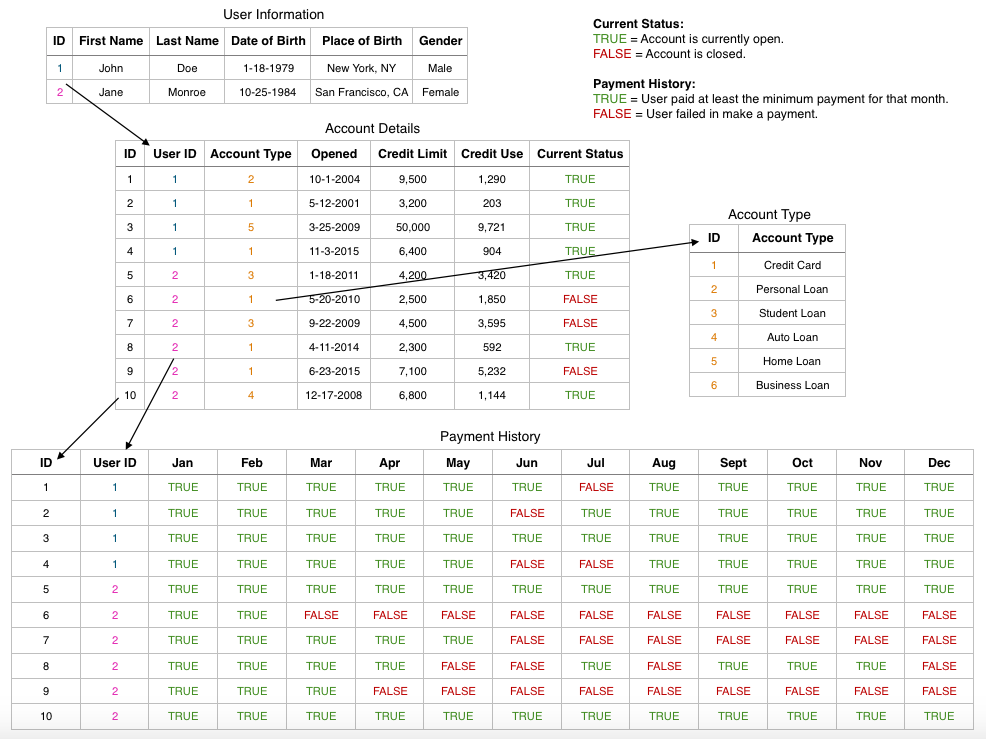 User Information
ID First Name Last Name Date of Birth Place of Birth Gender
1 John Doe 1-18-1979 New York, NY Male
2 Jane Monroe 10-25-1984 San Francisco, CA Female
Current Status:
TRUE = Account is currently open.
FALSE = Account is closed.
Payment History:
TRUE = User paid at least the minimum payment for that month.
FALSE = User failed in make a payment.
Account Details
ID User ID Account Type Opened Credit Limit Credit Use Current Status
1 1 2 10-1-2004 9,500 1,290 TRUE
2 1 1 5-12-2001 3,200 203 TRUE
3 1 5 3-25-2009 50,000 9,721 TRUE
4 1 1 11-3-2015 6,400 904 TRUE
5 2 3 1-18-2011 4,200 3,420 TRUE
6 2 1 5-20-2010 2,500 1,850 FALSE
7 2 3 9-22-2009 4,500 3,595 FALSE
8 2 1 4-11-2014 2,300 592 TRUE
9 2 1 6-23-2015 7,100 5,232 FALSE
10 2 4 12-17-2008 6,800 1,144 TRUE
Account Type
ID Account Type
1 Credit Card
2 Personal Loan
3 Student Loan
4 Auto Loan
5 Home Loan
6 Business Loan
Payment History
ID User ID Jan Feb Mar Apr May Jun Jul Aug Sept Oct Nov Dec
1 1 TRUE TRUE TRUE TRUE TRUE TRUE FALSE TRUE TRUE TRUE TRUE TRUE
2 1 TRUE TRUE TRUE TRUE TRUE FALSE TRUE TRUE TRUE TRUE TRUE TRUE
3 1 TRUE TRUE TRUE TRUE TRUE TRUE TRUE TRUE TRUE TRUE TRUE TRUE
4 1 TRUE TRUE TRUE TRUE TRUE FALSE FALSE TRUE TRUE TRUE TRUE TRUE
5 2 TRUE TRUE TRUE TRUE TRUE TRUE TRUE TRUE TRUE TRUE TRUE TRUE
6 2 TRUE TRUE FALSE FALSE FALSE FALSE FALSE FALSE FALSE FALSE FALSE FALSE
7 2 TRUE TRUE TRUE TRUE TRUE FALSE FALSE FALSE FALSE FALSE FALSE FALSE
8 2 TRUE TRUE TRUE TRUE FALSE FALSE TRUE FALSE TRUE TRUE TRUE FALSE
9 2 TRUE TRUE TRUE FALSE FALSE FALSE FALSE FALSE FALSE FALSE FALSE FALSE
10 2 TRUE TRUE TRUE TRUE TRUE TRUE TRUE TRUE TRUE TRUE TRUE TRUE